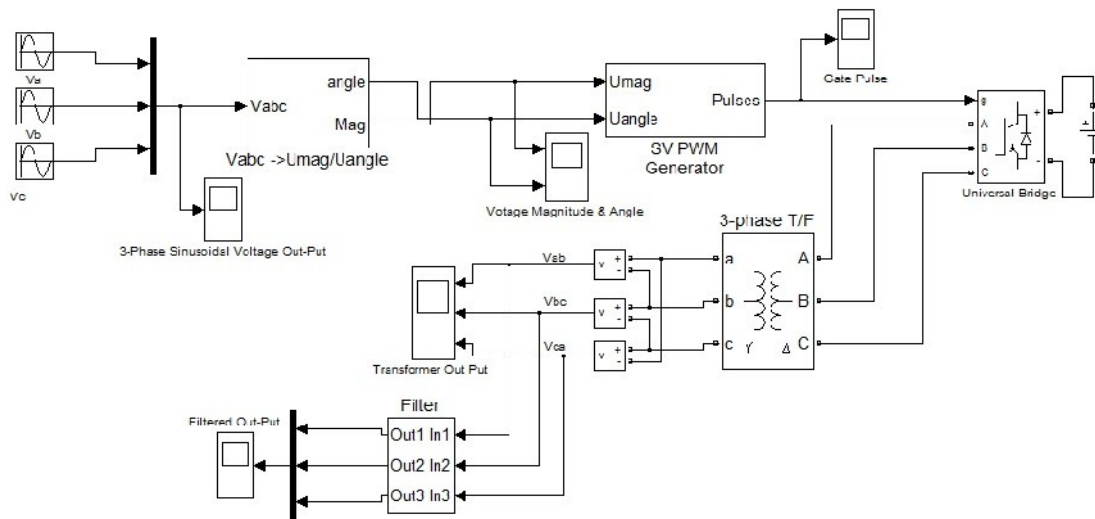 Va
Vb
Vc
Vabc
angle
Mag
Vabc ->Umag/Uangle
3-Phase Sinusoidal Voltage Out-Put
Umag
Uangle
Pulses
SV PWM
Generator
Votage Magnitude & Angle
Gate Pulse
g
A
B
C
+
-
Universal Bridge
+
3-phase T/F
a
b
c
A
B
C
Y
Δ
Vab
Vbc
Vca
v
+
-
v
+
-
v
+
-
Transformer Out Put
Filter
Out1 In1
Out2 In2
Out3 In3
Filtered Out-Put